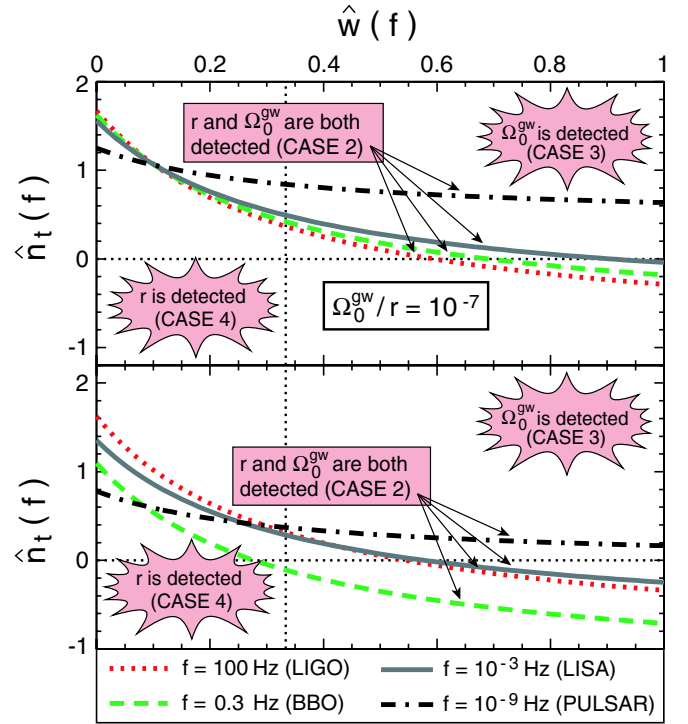 ŵ(f)
0 0.2 0.4 0.6 0.8 1
n̂ₜ(f)
2
1
0
-1
r and Ω₀ᵍʷ are both
detected (CASE 2)
Ω₀ᵍʷ is detected
(CASE 3)
r is detected
(CASE 4)
Ω₀ᵍʷ/r = 10⁻⁷
n̂ₜ(f)
2
1
0
-1
Ω₀ᵍʷ is detected
(CASE 3)
r and Ω₀ᵍʷ are both
detected (CASE 2)
r is detected
(CASE 4)
f = 100 Hz (LIGO)
f = 10⁻³ Hz (LISA)
f = 0.3 Hz (BBO)
f = 10⁻⁹ Hz (PULSAR)